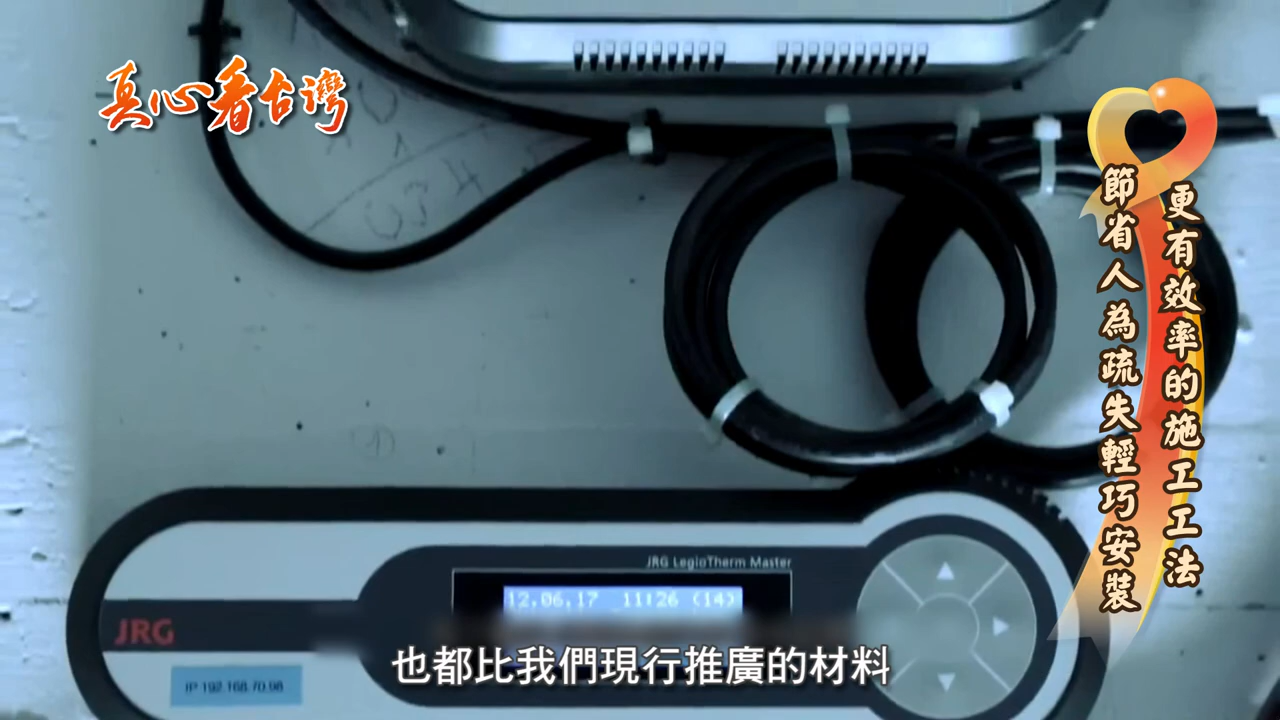 真心看台灣
更有效率的施工工法
節省人為疏失輕巧安裝
JRG LegioTherm Master
12.06.17 11:26 (14)
JRG
IP 192.168.70.98
也都比我們現行推廣的材料